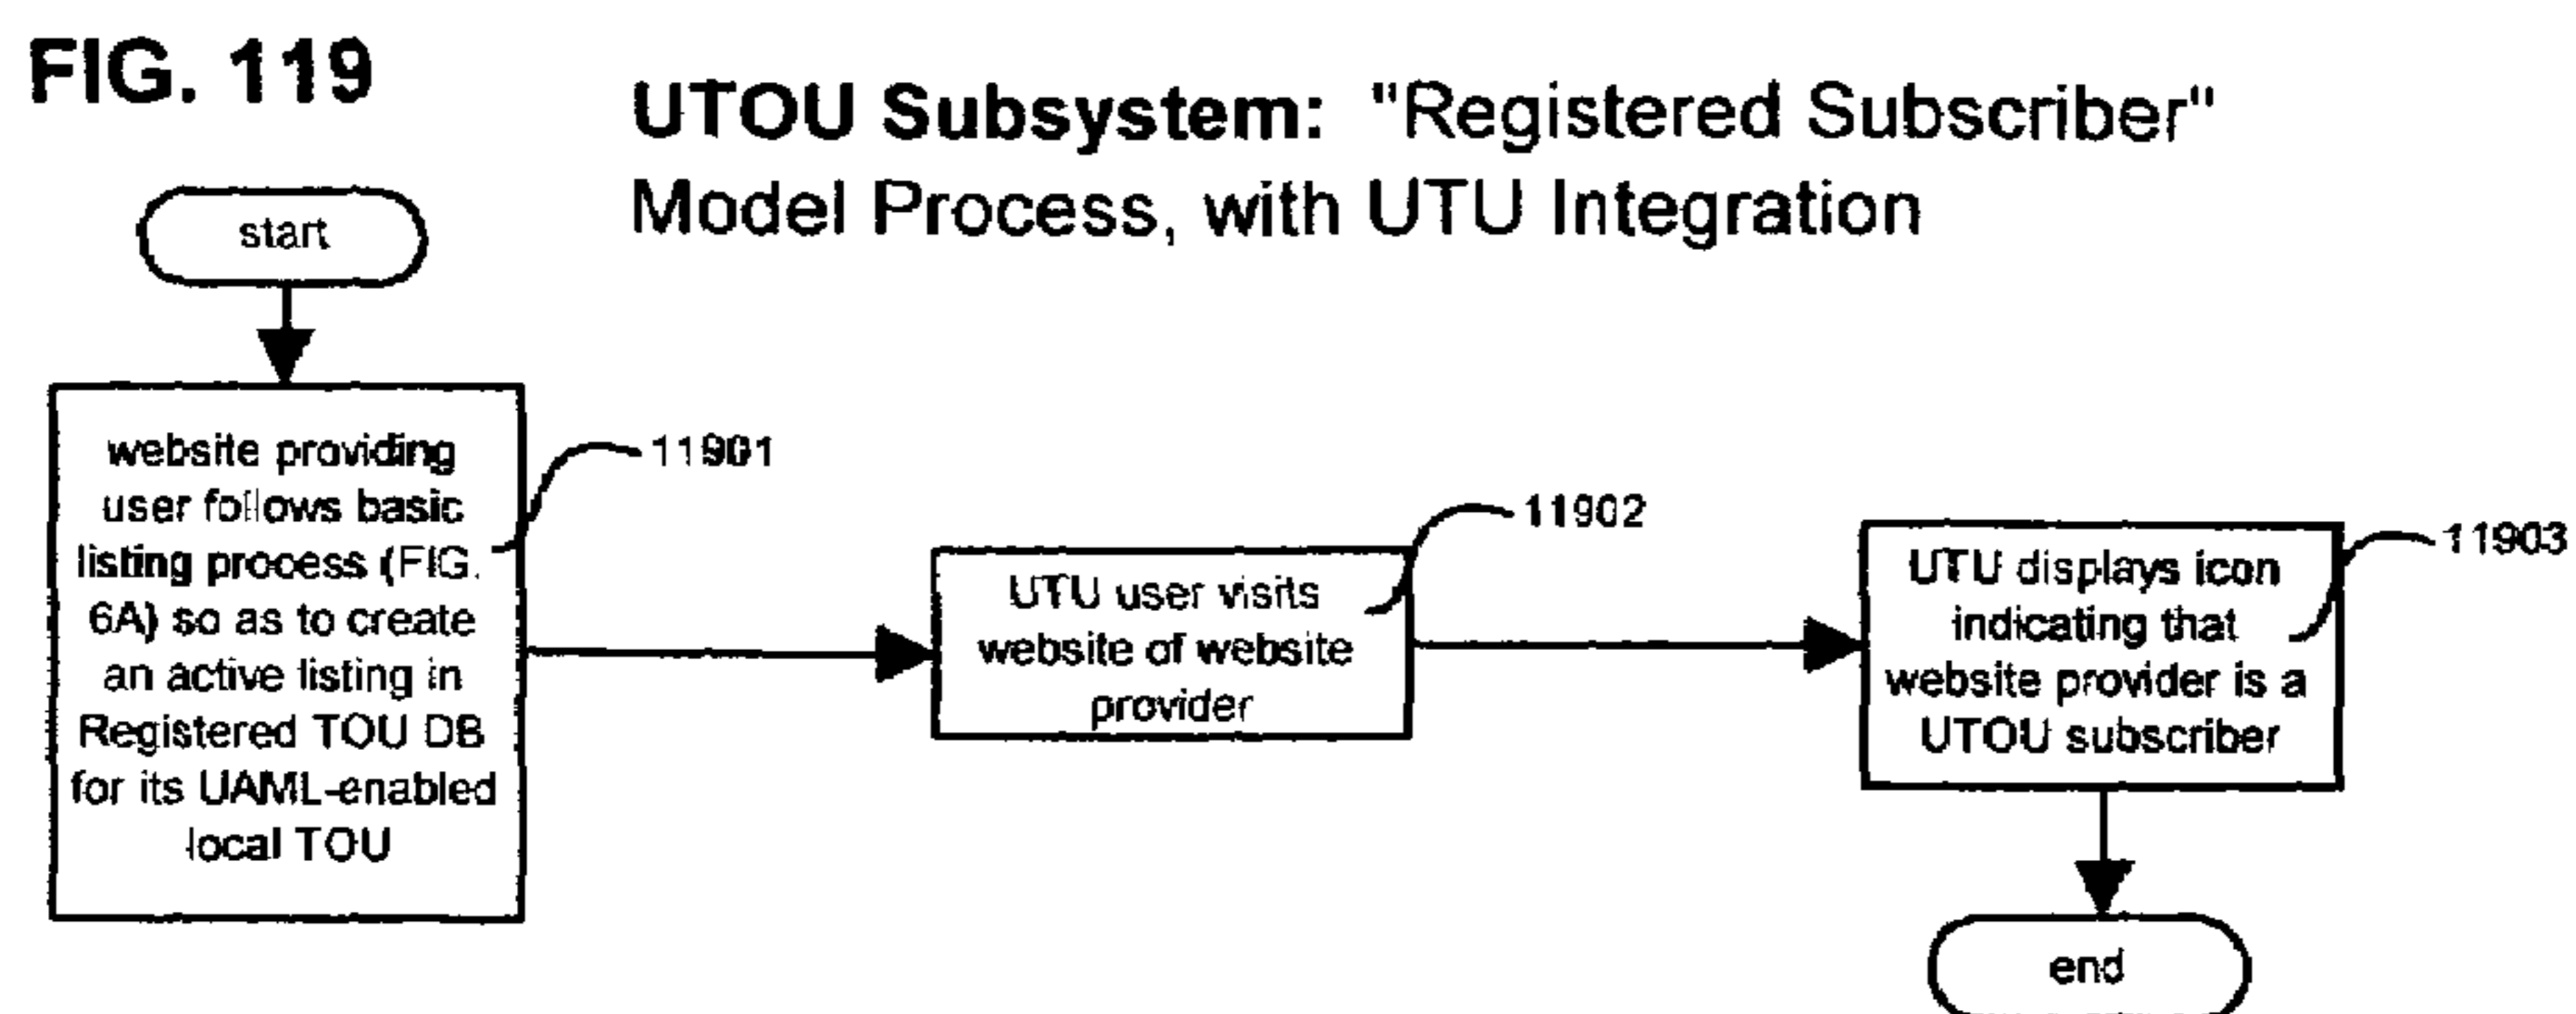 FIG. 119
UTOU Subsystem: "Registered Subscriber"
Model Process, with UTU Integration
start
website providing
user follows basic
listing process (FIG.
6A) so as to create
an active listing in
Registered TOU DB
for its UAML-enabled
local TOU
11901
UTU user visits
website of website
provider
11902
UTU displays icon
indicating that
website provider is a
UTOU subscriber
11903
end